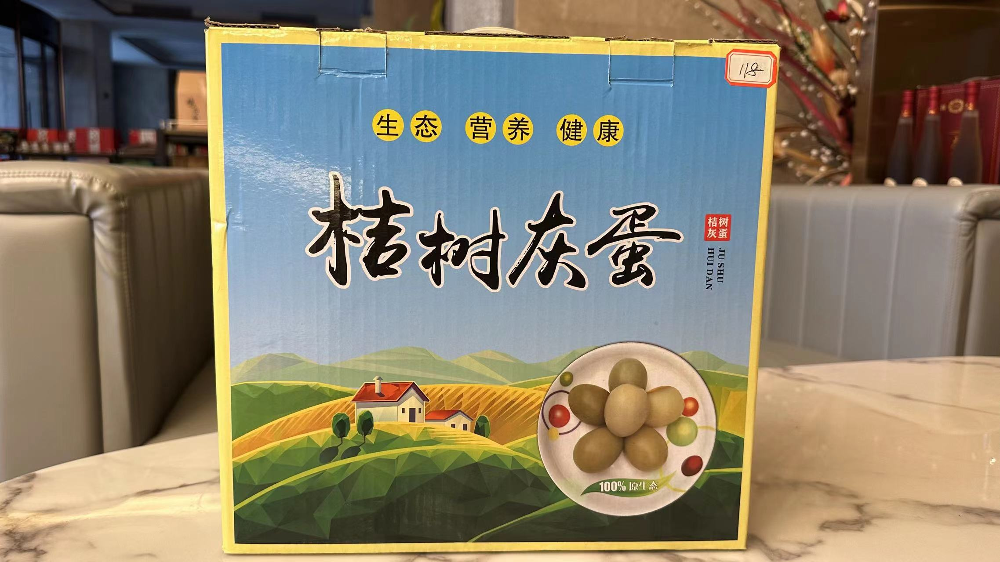 118
生态 营养 健康
桔树灰蛋
桔树
灰蛋
JU SHU
HUI DAN
100% 原生态